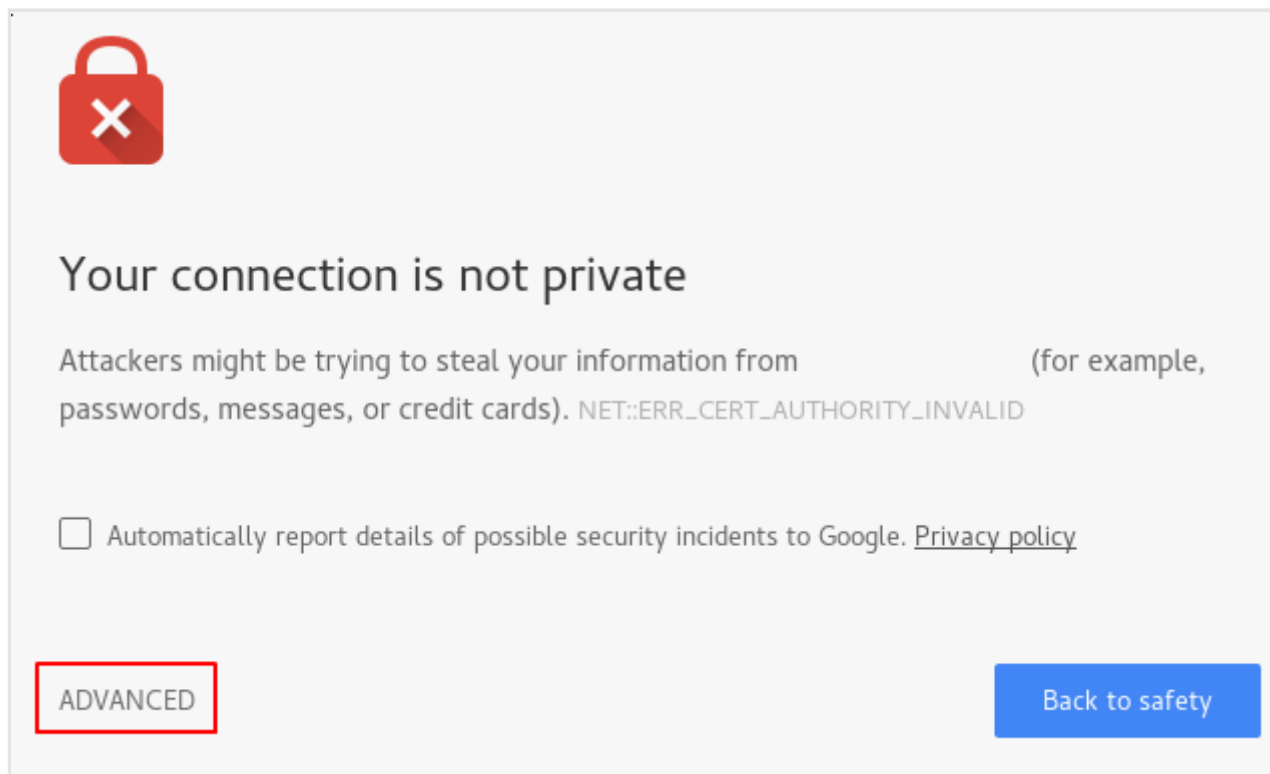 Your connection is not private
Attackers might be trying to steal your information from (for example,
passwords, messages, or credit cards). NET::ERR_CERT_AUTHORITY_INVALID
Automatically report details of possible security incidents to Google. Privacy policy
ADVANCED
Back to safety